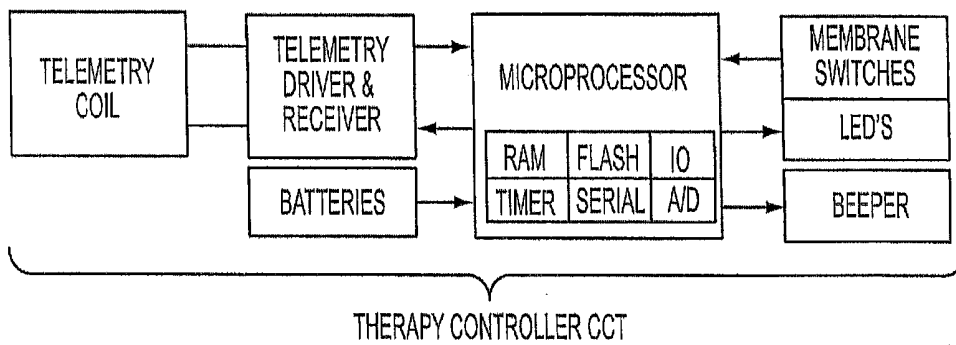 TELEMETRY
COIL
TELEMETRY
DRIVER &
RECEIVER
BATTERIES
MICROPROCESSOR
RAM FLASH IO
TIMER SERIAL A/D
MEMBRANE
SWITCHES
LED'S
BEEPER
THERAPY CONTROLLER CCT